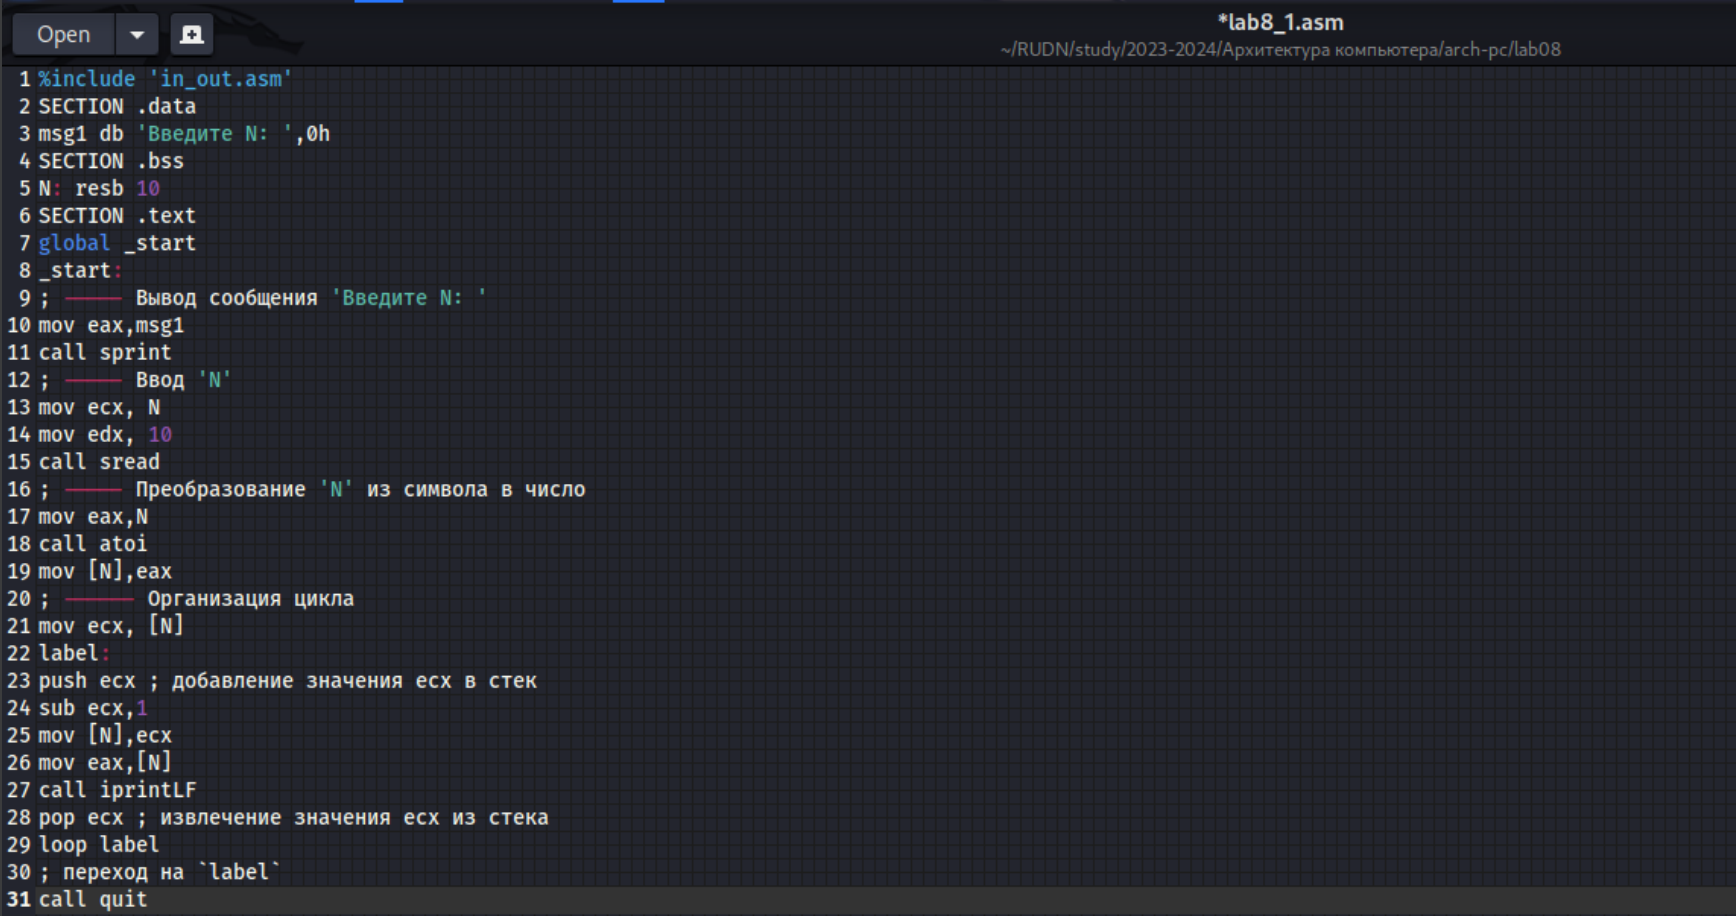 Open
*lab8_1.asm
~/RUDN/study/2023-2024/Архитектура компьютера/arch-pc/lab08
1 %include 'in_out.asm'
2 SECTION .data
3 msg1 db 'Введите N: ',0h
4 SECTION .bss
5 N: resb 10
6 SECTION .text
7 global _start
8 _start:
9 ; ----- Вывод сообщения 'Введите N: '
10 mov eax,msg1
11 call sprint
12 ; ----- Ввод 'N'
13 mov ecx, N
14 mov edx, 10
15 call sread
16 ; ----- Преобразование 'N' из символа в число
17 mov eax,N
18 call atoi
19 mov [N],eax
20 ; ------ Организация цикла
21 mov ecx, [N]
22 label:
23 push ecx ; добавление значения ecx в стек
24 sub ecx,1
25 mov [N],ecx
26 mov eax,[N]
27 call iprintLF
28 pop ecx ; извлечение значения ecx из стека
29 loop label
30 ; переход на `label`
31 call quit